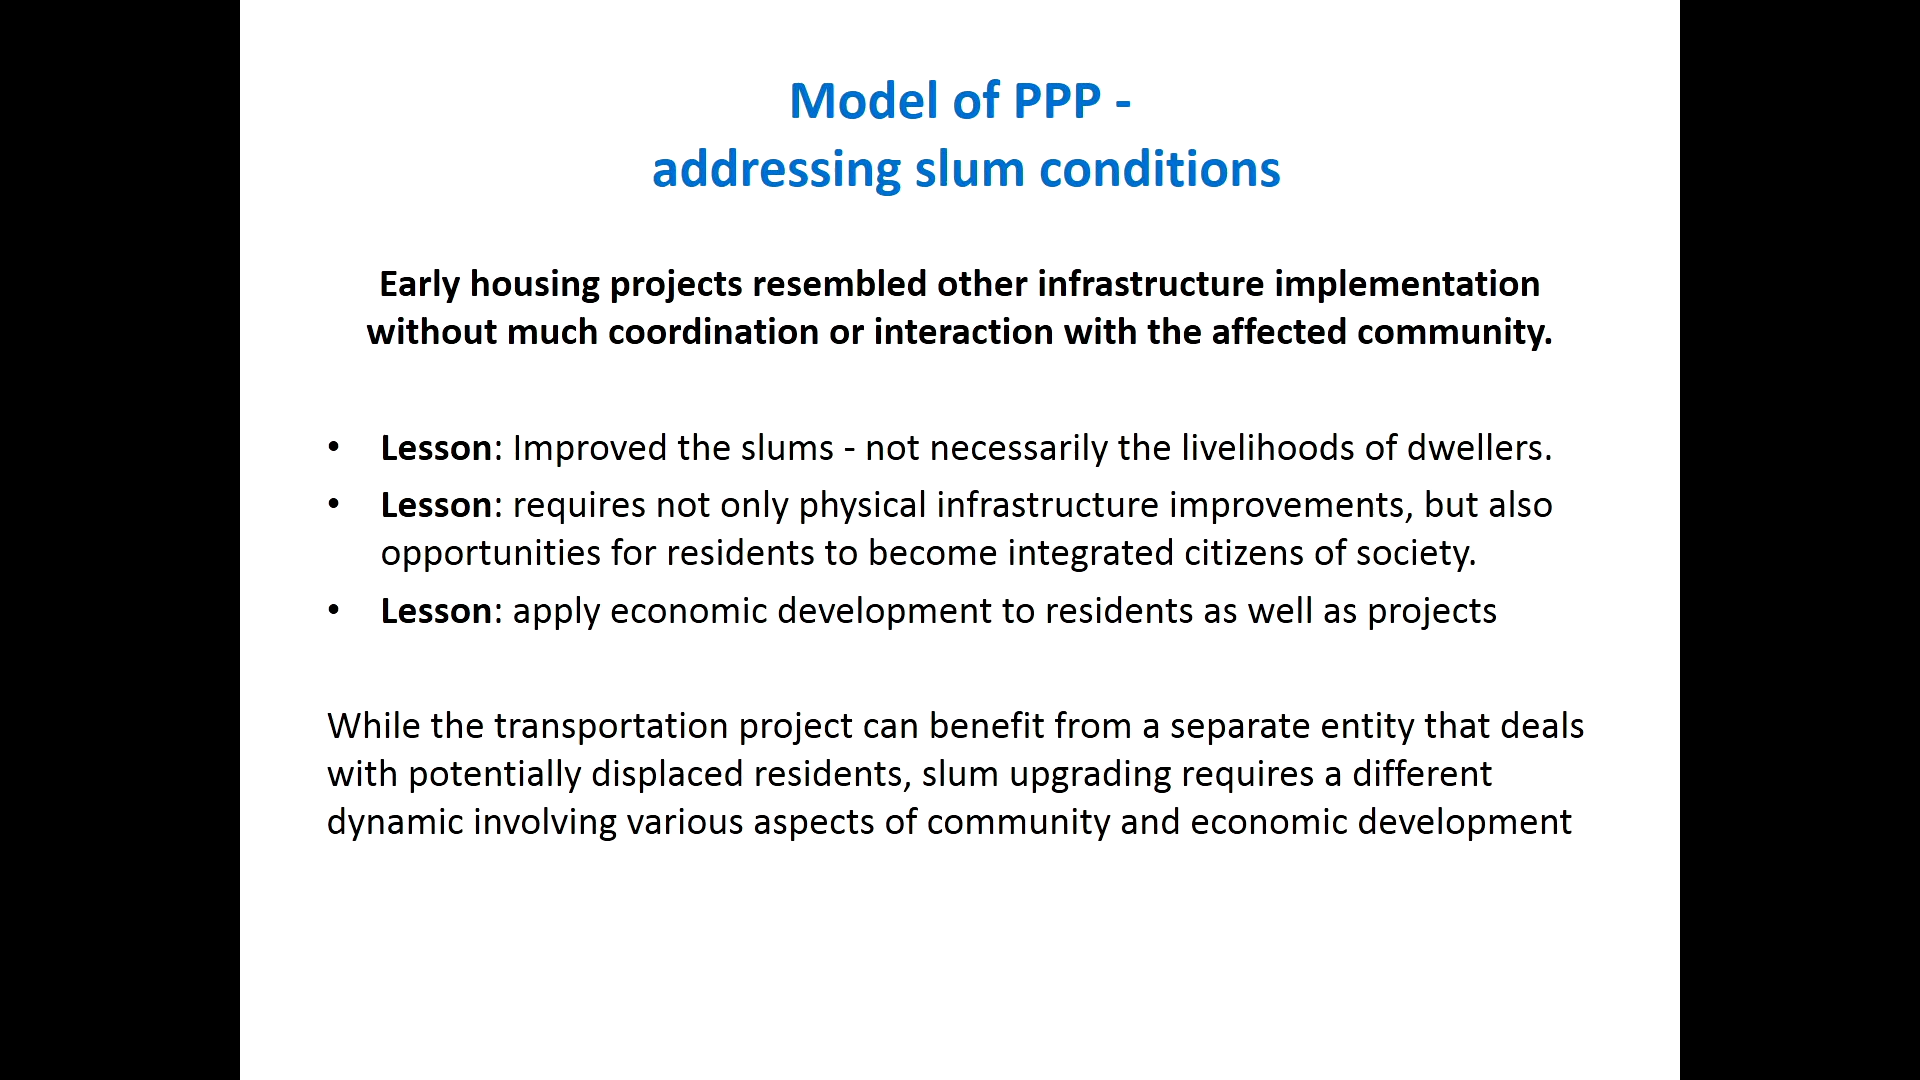 Model of PPP -
addressing slum conditions
Early housing projects resembled other infrastructure implementation
without much coordination or interaction with the affected community.
• Lesson: Improved the slums - not necessarily the livelihoods of dwellers.
• Lesson: requires not only physical infrastructure improvements, but also
opportunities for residents to become integrated citizens of society.
• Lesson: apply economic development to residents as well as projects
While the transportation project can benefit from a separate entity that deals
with potentially displaced residents, slum upgrading requires a different
dynamic involving various aspects of community and economic development